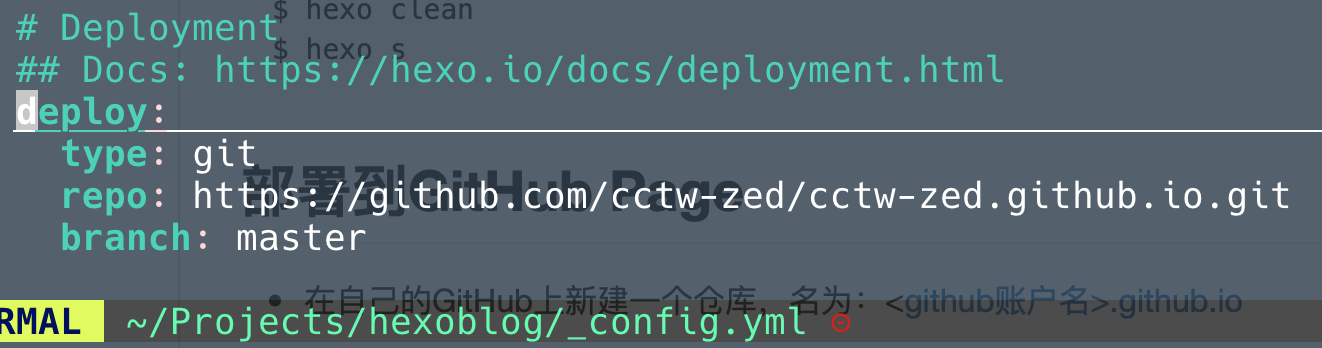 $ hexo clean
# Deployment
$ hexo s
## Docs: https://hexo.io/docs/deployment.html
deploy:
type: git
部署到GitHub Page
repo: https://github.com/cctw-zed/cctw-zed.github.io.git
branch: master
• 在自己的GitHub上新建一个仓库，名为：<github账户名>.github.io
RMAL ~/Projects/hexoblog/_config.yml